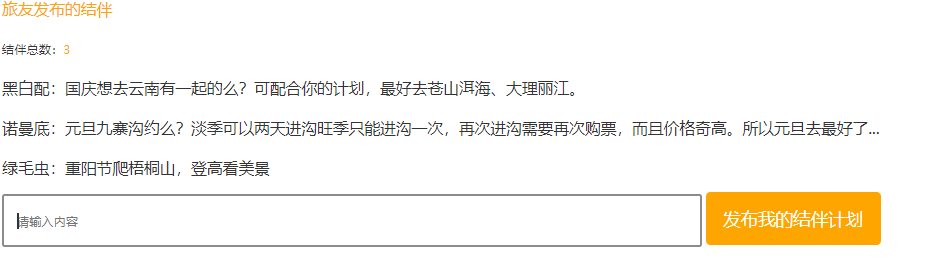 旅友发布的结伴
结伴总数：3
黑白配：国庆想去云南有一起的么？可配合你的计划，最好去苍山洱海、大理丽江。
诺曼底：元旦九寨沟约么？淡季可以两天进沟旺季只能进沟一次，再次进沟需要再次购票，而且价格奇高。所以元旦去最好了...
绿毛虫：重阳节爬梧桐山，登高看美景
请输入内容 发布我的结伴计划